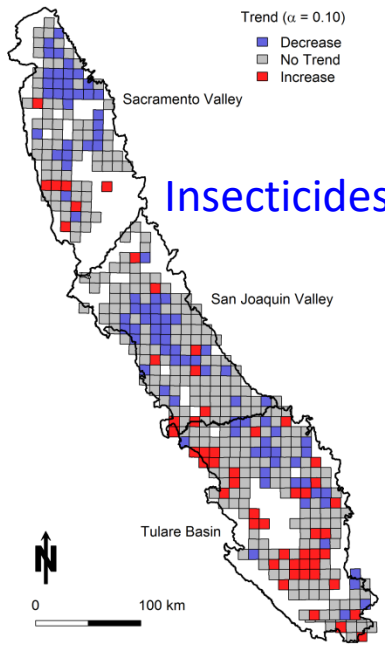 Trend (α = 0.10)
Decrease
No Trend
Increase
Sacramento Valley
Insecticides
San Joaquin Valley
Tulare Basin
N
0 100 km